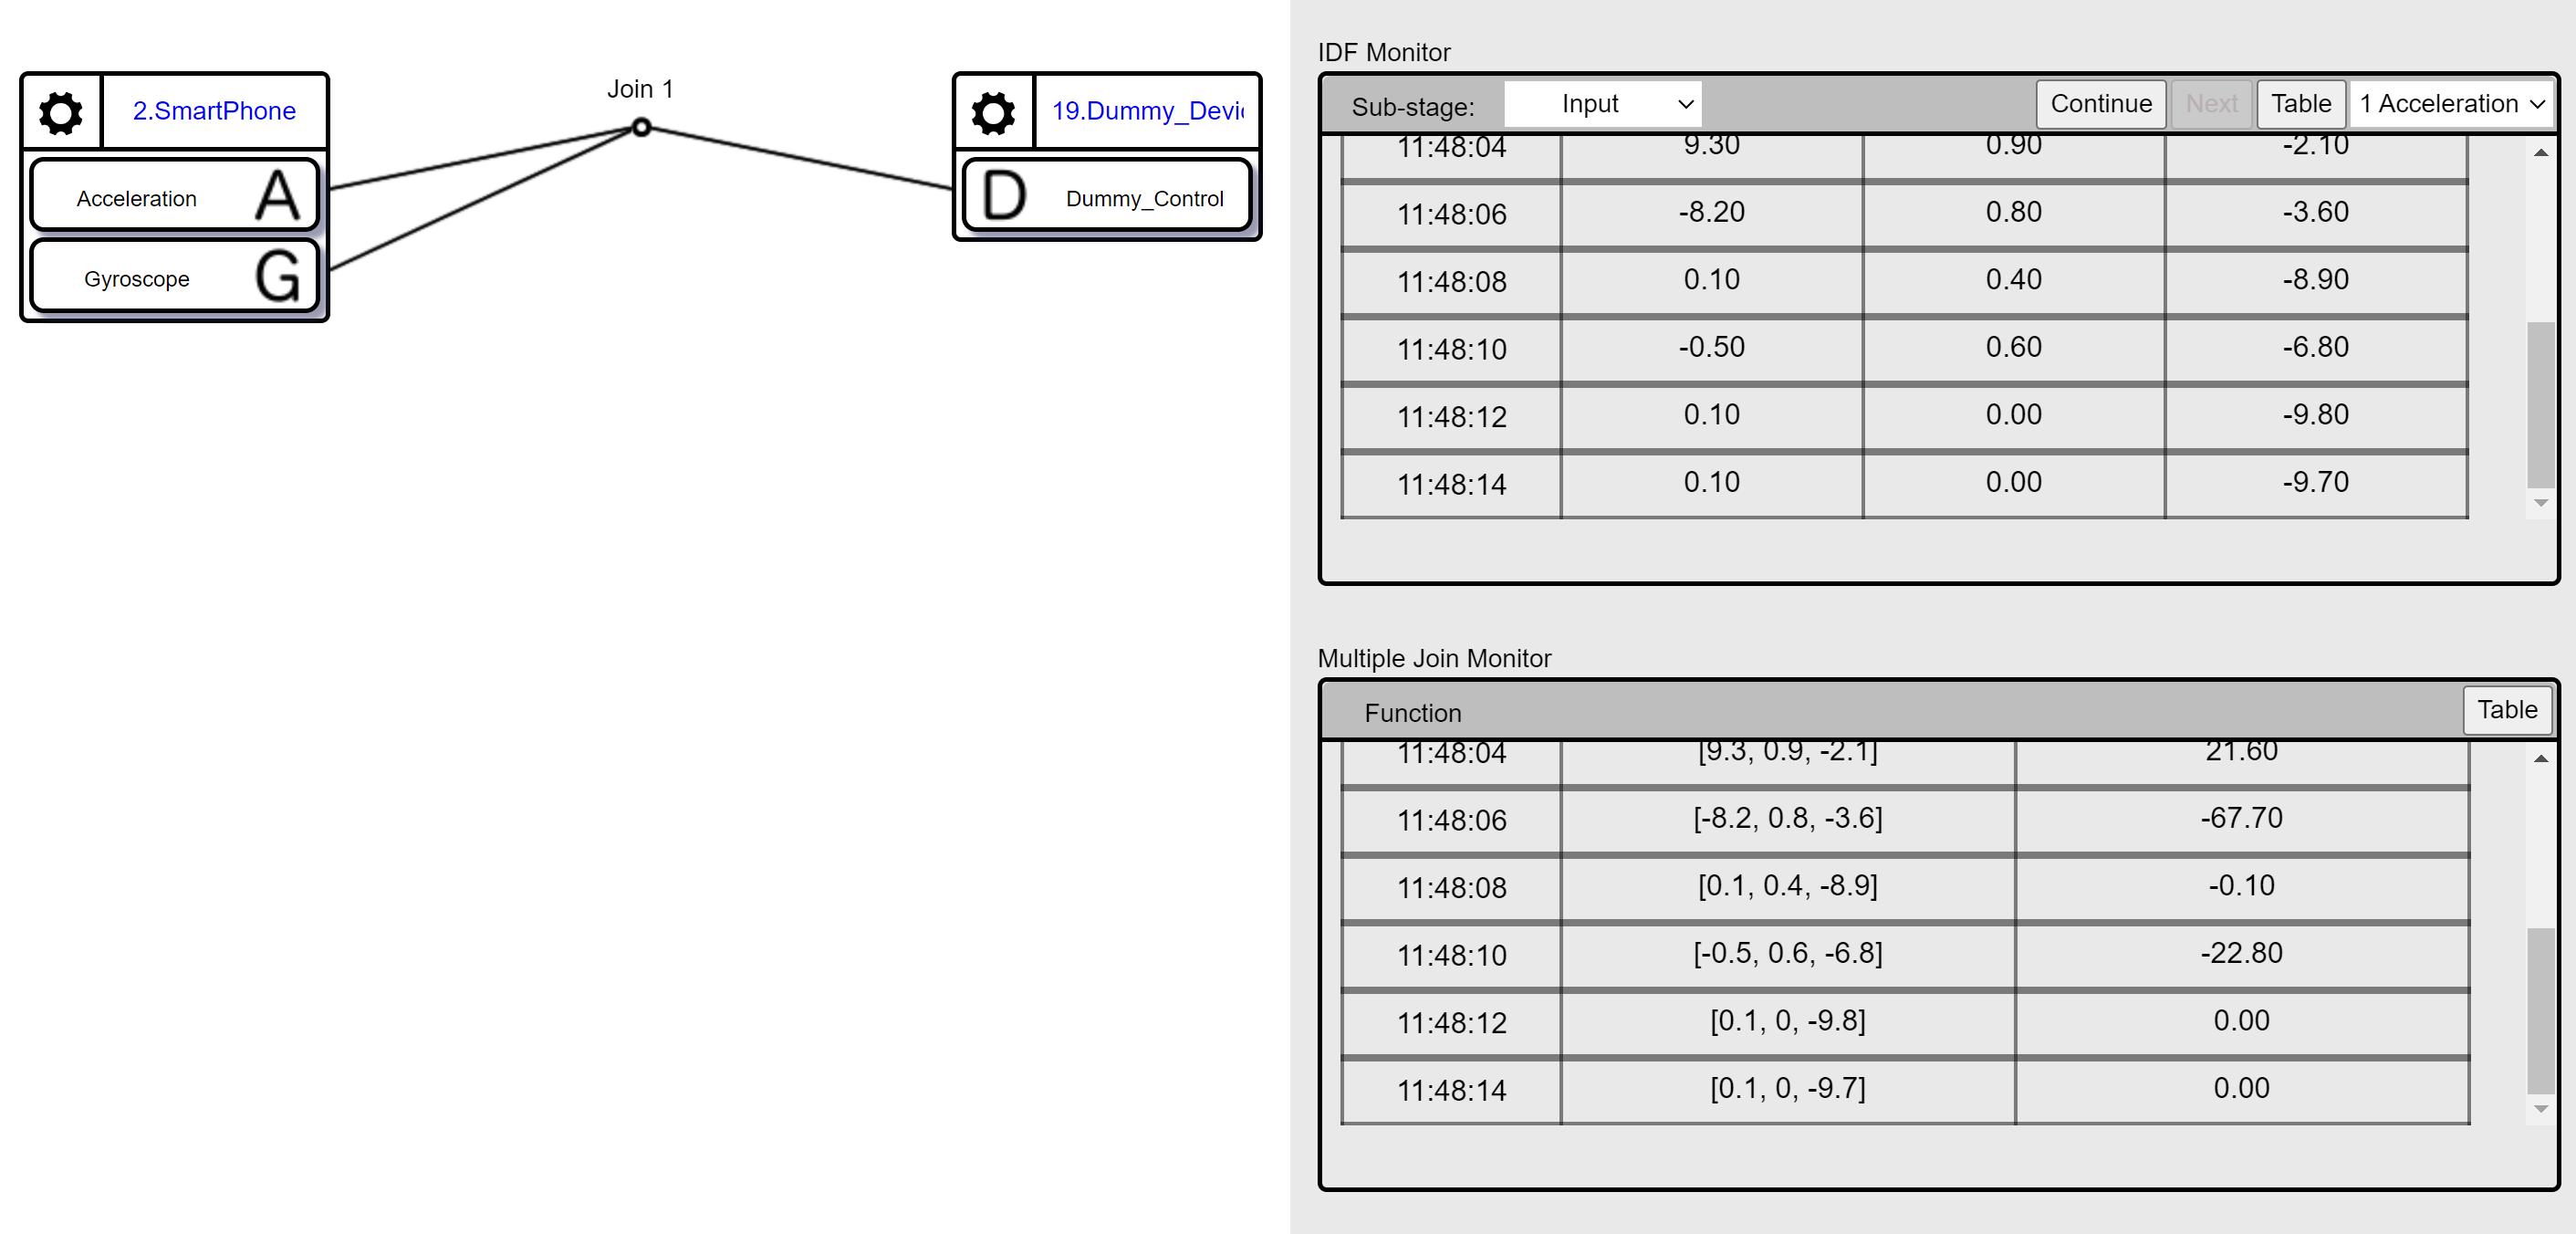 Join 1
2.SmartPhone
Acceleration A
Gyroscope G
19.Dummy_Devi
D Dummy_Control
IDF Monitor
Sub-stage: Input Continue Next Table 1 Acceleration
11:48:04 9.30 0.90 -2.10
11:48:06 -8.20 0.80 -3.60
11:48:08 0.10 0.40 -8.90
11:48:10 -0.50 0.60 -6.80
11:48:12 0.10 0.00 -9.80
11:48:14 0.10 0.00 -9.70
Multiple Join Monitor
Function Table
11:48:04 [9.3, 0.9, -2.1] 21.60
11:48:06 [-8.2, 0.8, -3.6] -67.70
11:48:08 [0.1, 0.4, -8.9] -0.10
11:48:10 [-0.5, 0.6, -6.8] -22.80
11:48:12 [0.1, 0, -9.8] 0.00
11:48:14 [0.1, 0, -9.7] 0.00